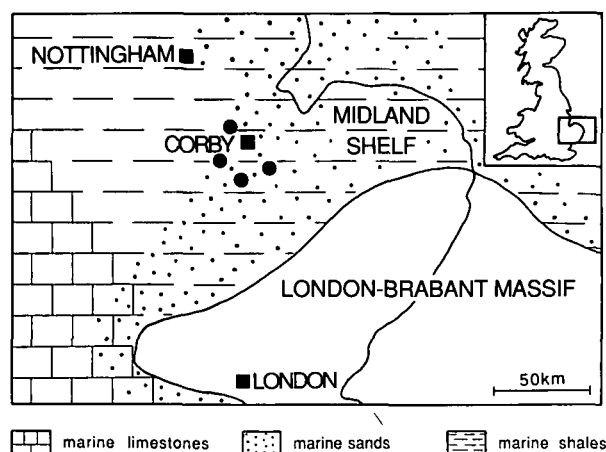 NOTTINGHAM
MIDLAND
SHELF
CORBY
LONDON-BRABANT MASSIF
LONDON
50km
marine limestones
marine sands
marine shales